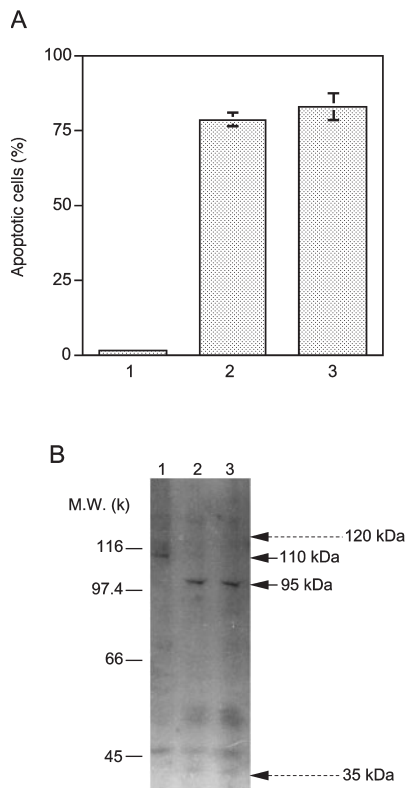 A
100
75
50
25
0
Apoptotic cells (%)
1 2 3
B
1 2 3
M.W. (k)
120 kDa
116
110 kDa
97.4
95 kDa
66
45
35 kDa